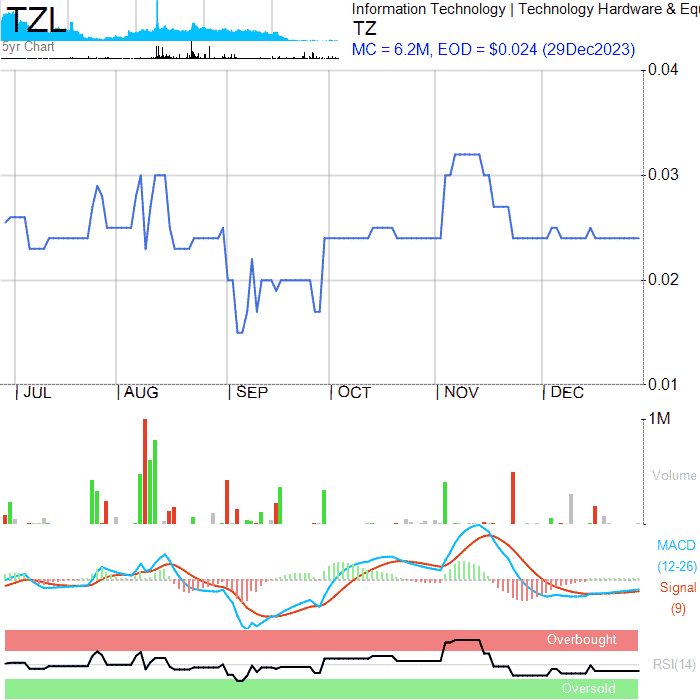 TZL
5yr Chart
Information Technology | Technology Hardware & Equ
TZ
MC = 6.2M, EOD = $0.024 (29Dec2023)
0.04
0.03
0.02
0.01
| JUL | AUG | SEP | OCT | NOV | DEC
1M
Volume
MACD
(12-26)
Signal
(9)
Overbought
RSI(14)
Oversold